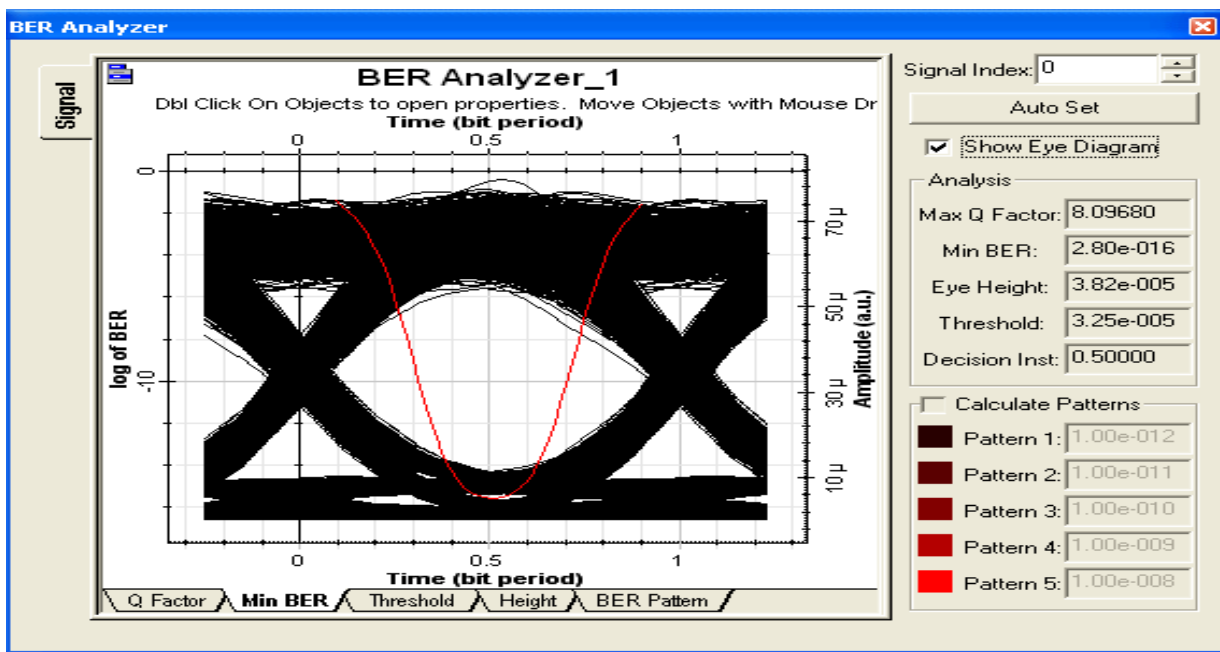 BER Analyzer
Signal
BER Analyzer_1
Dbl Click On Objects to open properties. Move Objects with Mouse Dr
Time (bit period)
0 0.5 1
log of BER
0
-10
Amplitude (a.u.)
70 µ
50 µ
30 µ
10 µ
0 0.5 1
Time (bit period)
Q Factor Min BER Threshold Height BER Pattern
Signal Index: 0
Auto Set
Show Eye Diagram
Analysis
Max Q Factor: 8.09680
Min BER: 2.80e-016
Eye Height: 3.82e-005
Threshold: 3.25e-005
Decision Inst: 0.50000
Calculate Patterns
Pattern 1: 1.00e-012
Pattern 2: 1.00e-011
Pattern 3: 1.00e-010
Pattern 4: 1.00e-009
Pattern 5: 1.00e-008